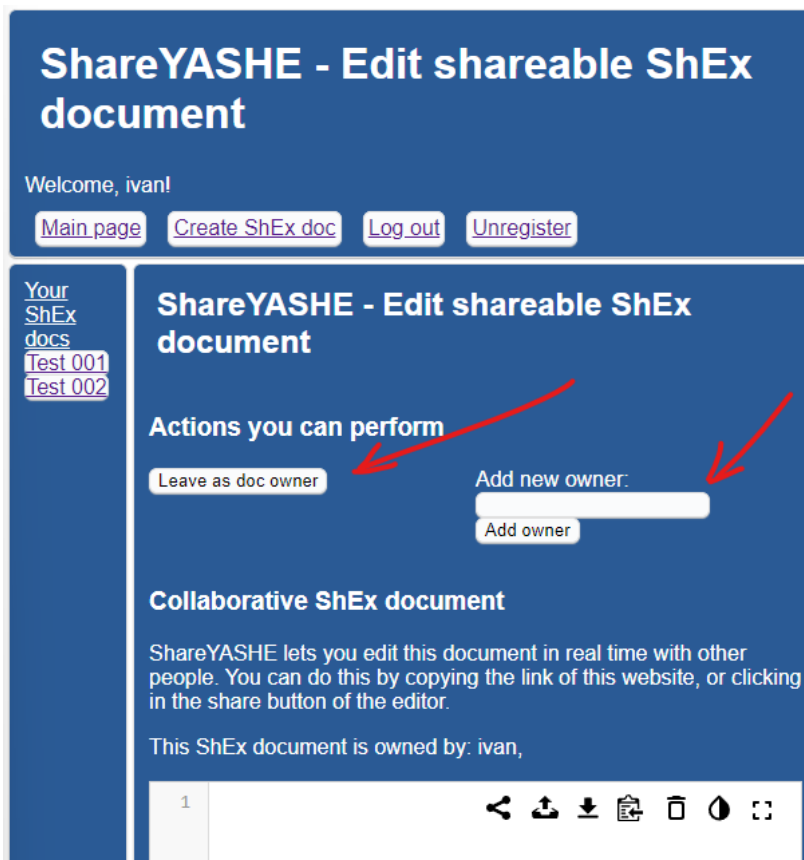 ShareYASHE - Edit shareable ShEx
document
Welcome, ivan!
Main page Create ShEx doc Log out Unregister
Your
ShEx
docs
Test 001
Test 002
ShareYASHE - Edit shareable ShEx
document
Actions you can perform
Leave as doc owner
Add new owner:
Add owner
Collaborative ShEx document
ShareYASHE lets you edit this document in real time with other
people. You can do this by copying the link of this website, or clicking
in the share button of the editor.
This ShEx document is owned by: ivan,
1